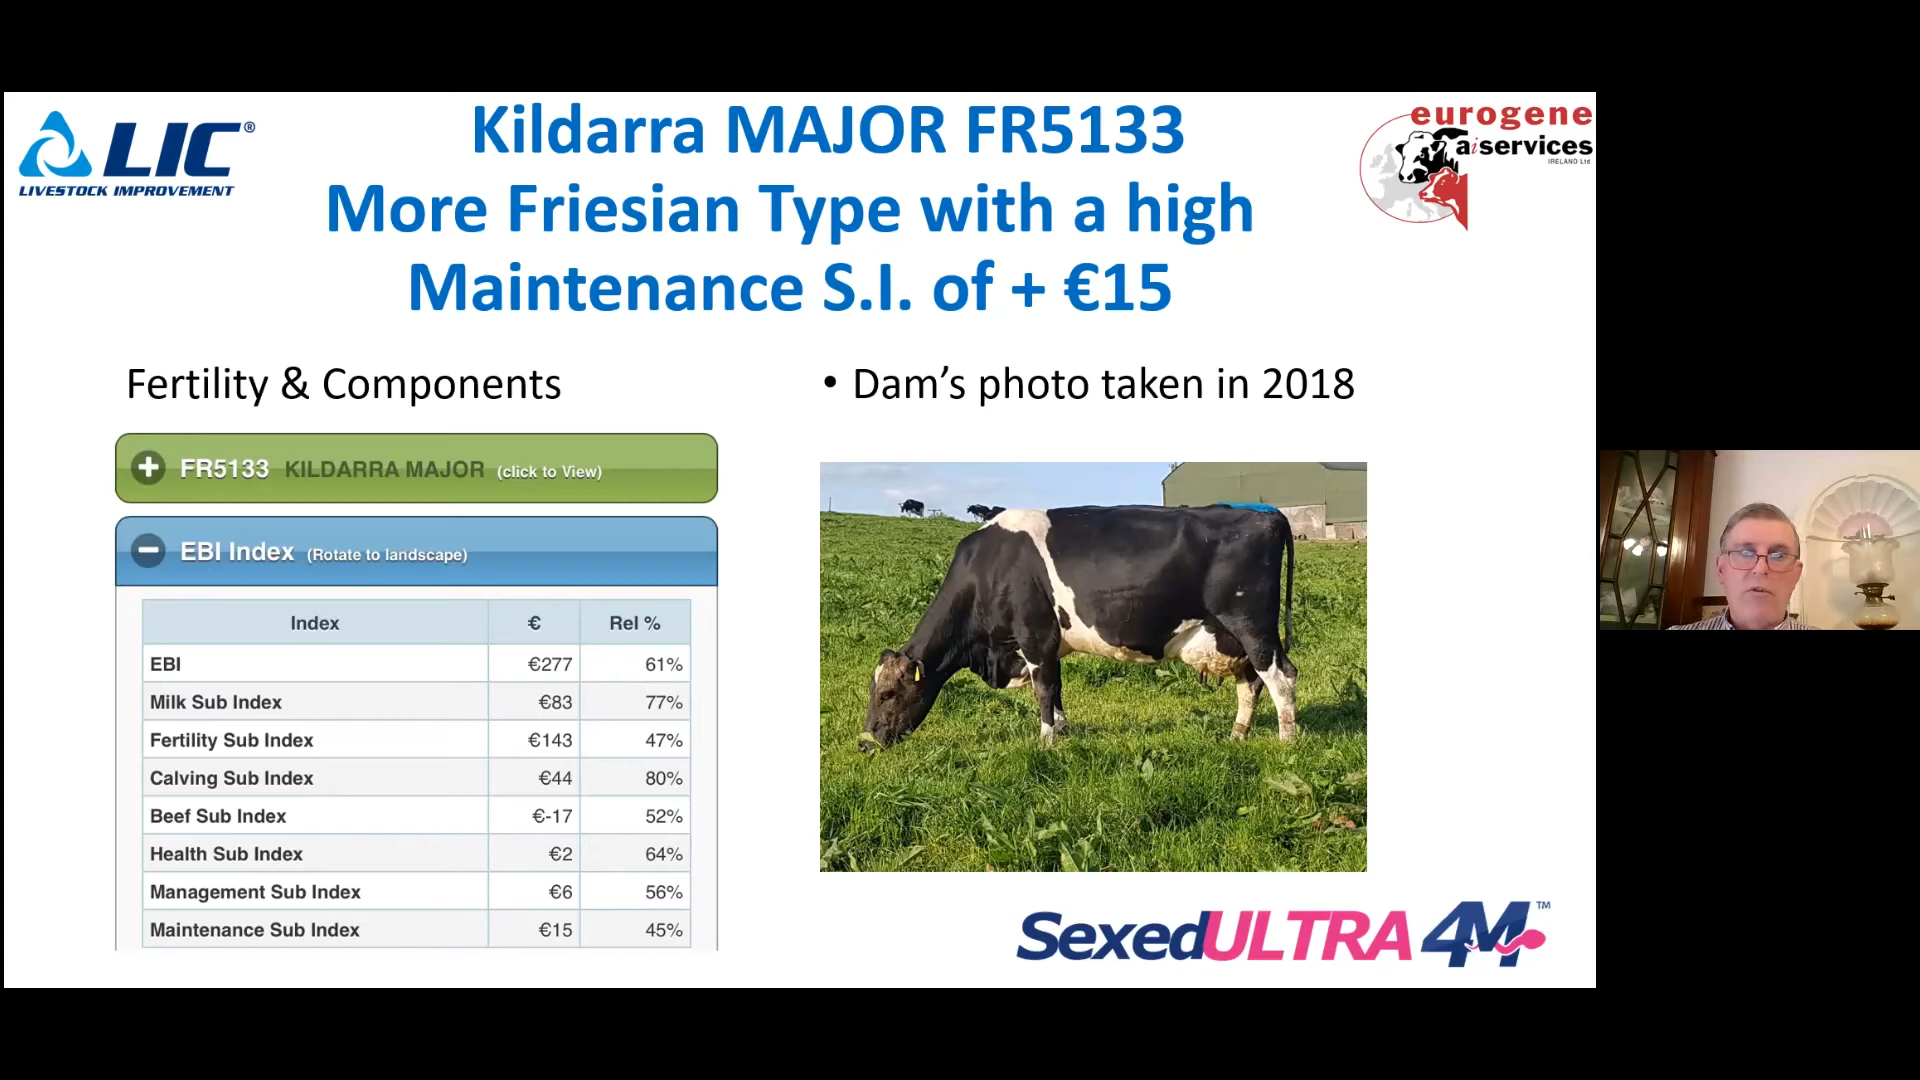 LIC®
LIVESTOCK IMPROVEMENT
Kildarra MAJOR FR5133
More Friesian Type with a high
Maintenance S.I. of + €15
eurogene
aiservices
IRELAND Ltd
Fertility & Components
• Dam’s photo taken in 2018
FR5133 KILDARRA MAJOR (click to View)
EBI Index (Rotate to landscape)
Index € Rel %
EBI €277 61%
Milk Sub Index €83 77%
Fertility Sub Index €143 47%
Calving Sub Index €44 80%
Beef Sub Index €-17 52%
Health Sub Index €2 64%
Management Sub Index €6 56%
Maintenance Sub Index €15 45%
SexedULTRA 4M™